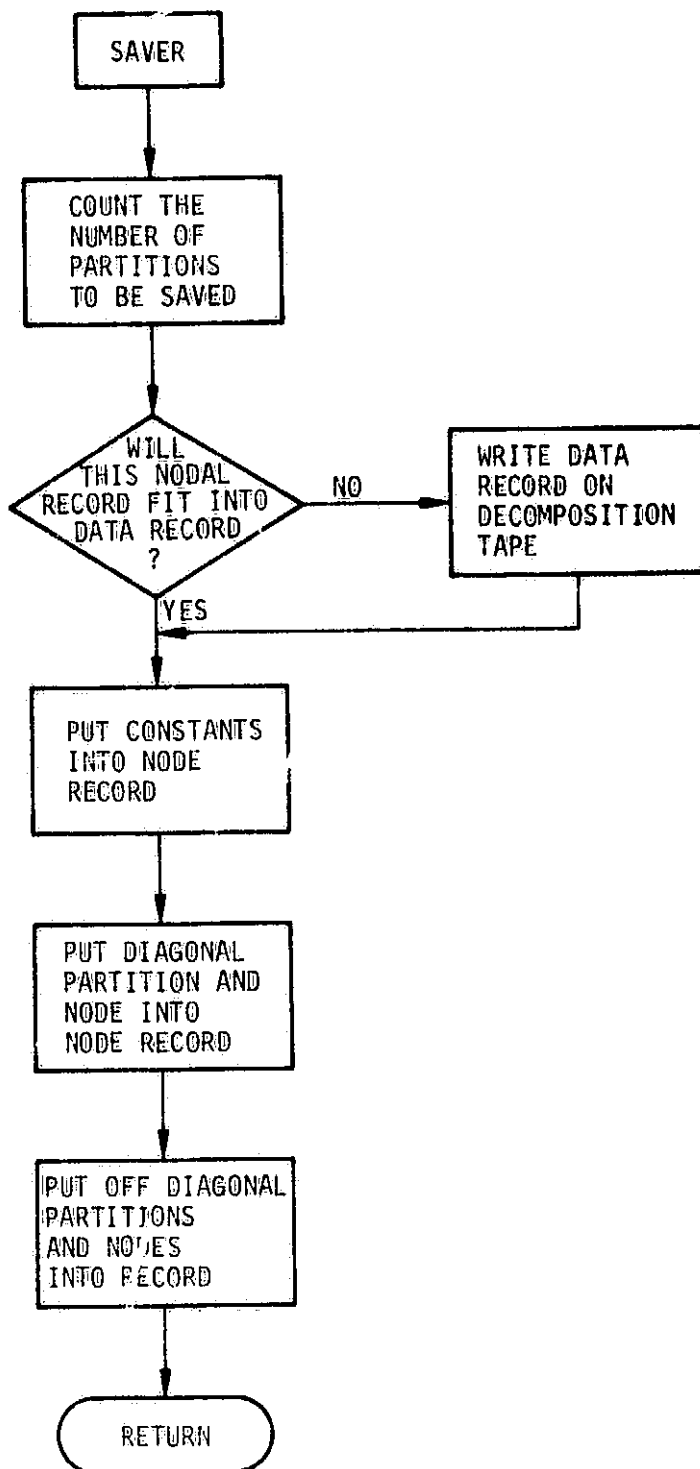 SAVER
COUNT THE
NUMBER OF
PARTITIONS
TO BE SAVED
WILL
THIS NODAL
RECORD FIT INTO
DATA RECORD
?
NO
WRITE DATA
RECORD ON
DECOMPOSITION
TAPE
YES
PUT CONSTANTS
INTO NODE
RECORD
PUT DIAGONAL
PARTITION AND
NODE INTO
NODE RECORD
PUT OFF DIAGONAL
PARTITIONS
AND NODES
INTO RECORD
RETURN